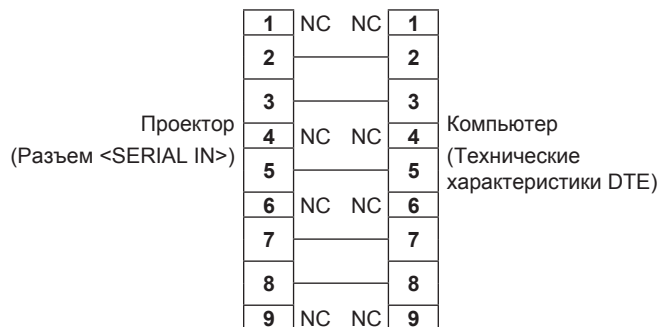 1 NC NC 1
2 2
3 3
Проектор
(Разъем <SERIAL IN>)
4 NC NC 4
Компьютер
(Технические
характеристики DTE)
5 5
6 NC NC 6
7 7
8 8
9 NC NC 9